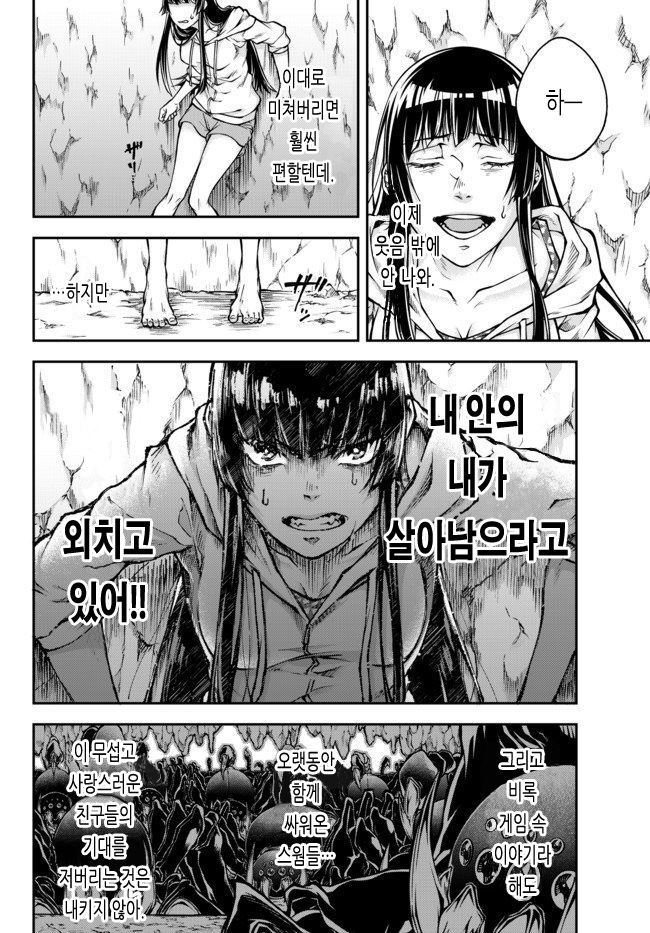 하—
이제
웃음 밖에
안 나와.
이대로
미쳐버리면
훨씬
편할텐데.
…하지만
내 안의
내가
살아남으라고
외치고
있어!!
그리고
비록
게임 속
이야기라
해도
오랫동안
함께
싸워온
스웜들…
이 무섭고
사랑스러운
친구들의
기대를
저버리는 것은
내키지 않아.